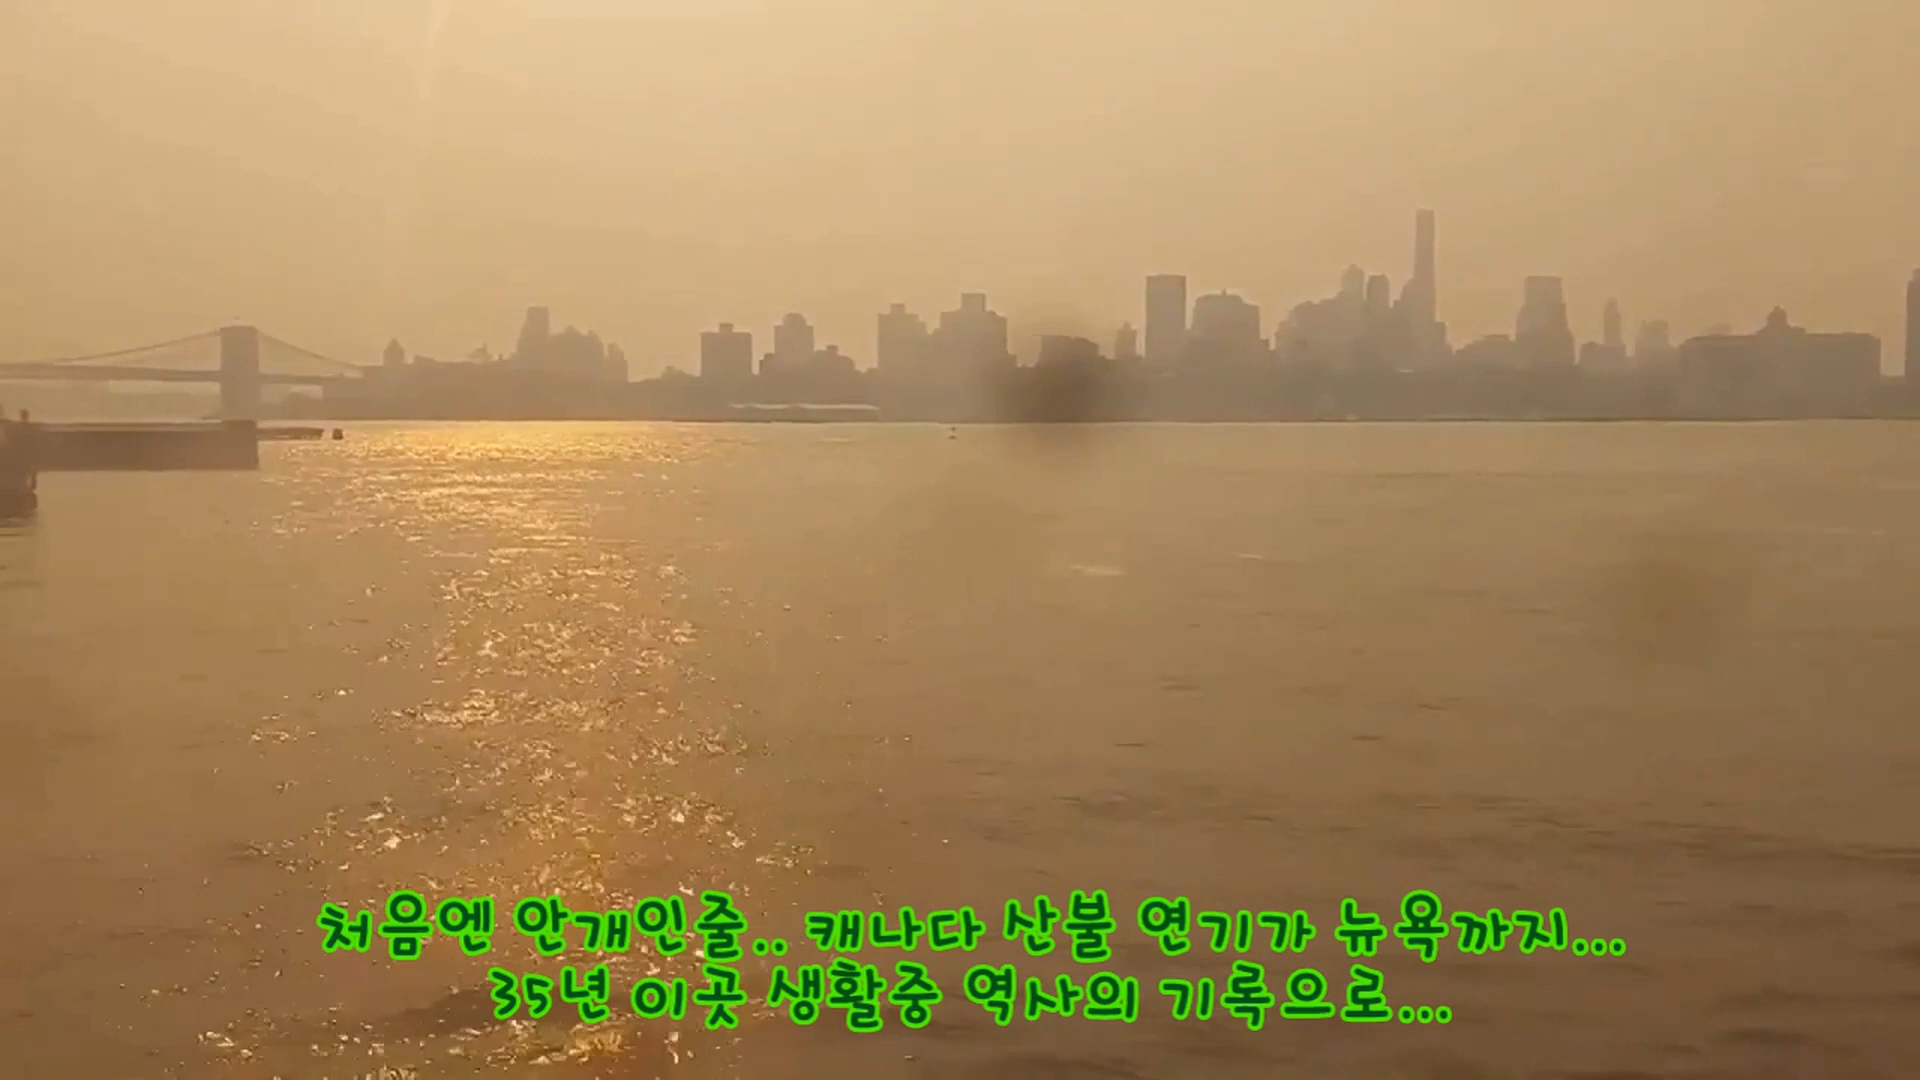 처음엔 안개인줄.. 캐나다 산불 연기가 뉴욕까지...
35년 이곳 생활중 역사의 기록으로...